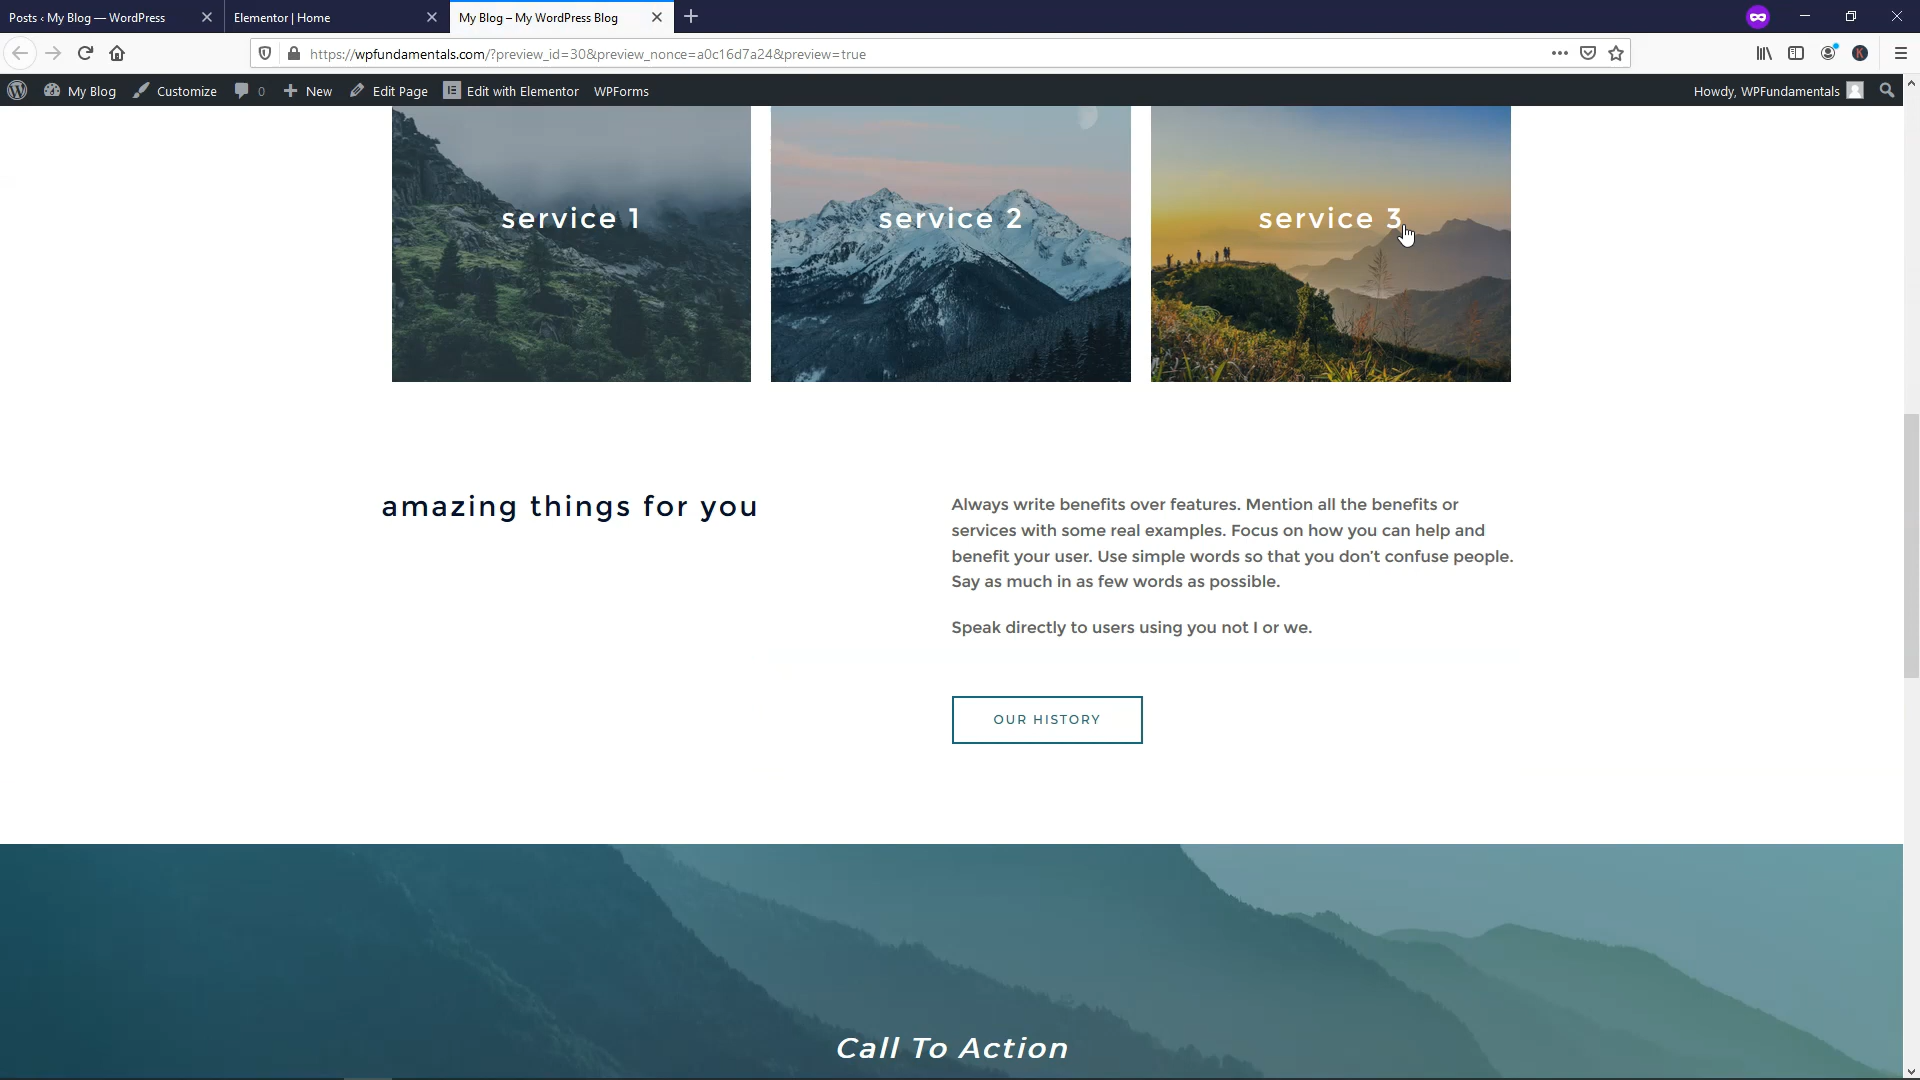 Posts ‹ My Blog — WordPress
Elementor | Home
My Blog – My WordPress Blog
https://wpfundamentals.com/?preview_id=30&preview_nonce=a0c16d7a24&preview=true
My Blog
Customize
0
New
Edit Page
Edit with Elementor
WPForms
Howdy, WPFundamentals
service 1
service 2
service 3
amazing things for you
Always write benefits over features. Mention all the benefits or
services with some real examples. Focus on how you can help and
benefit your user. Use simple words so that you don’t confuse people.
Say as much in as few words as possible.
Speak directly to users using you not I or we.
OUR HISTORY
Call To Action